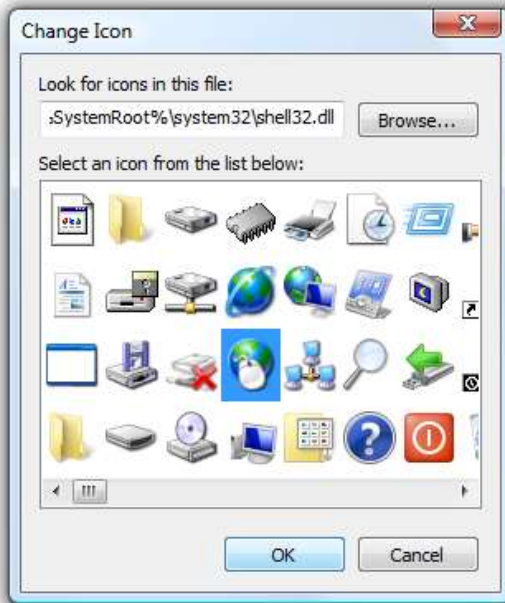 Change Icon
Look for icons in this file:
SystemRoot%\system32\shell32.dll
Browse...
Select an icon from the list below:
OK
Cancel